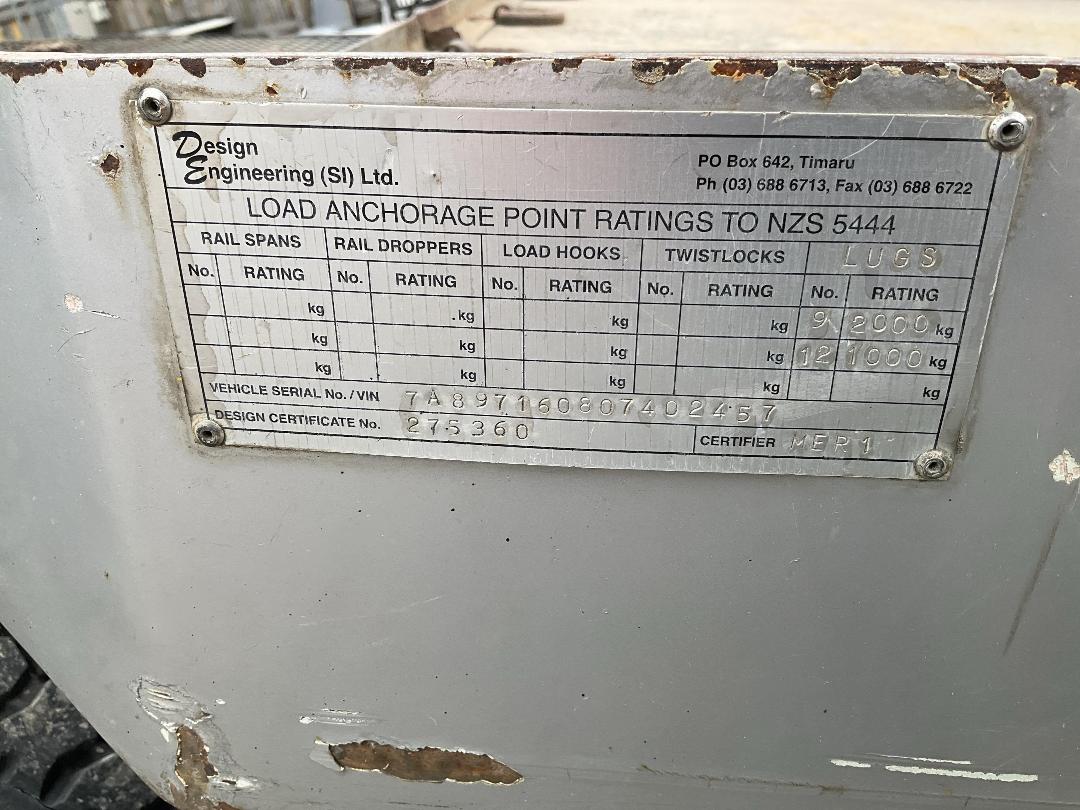 Design
Engineering (SI) Ltd.
PO Box 642, Timaru
Ph (03) 688 6713, Fax (03) 688 6722
LOAD ANCHORAGE POINT RATINGS TO NZS 5444
RAIL SPANS RAIL DROPPERS LOAD HOOKS TWISTLOCKS LUGS
No. RATING No. RATING No. RATING No. RATING No. RATING
kg kg kg kg 9 2000 kg
kg kg kg kg 12 1000 kg
kg kg kg kg kg
VEHICLE SERIAL No./VIN 7A897160807402457
DESIGN CERTIFICATE No. 275360 CERTIFIER MER1